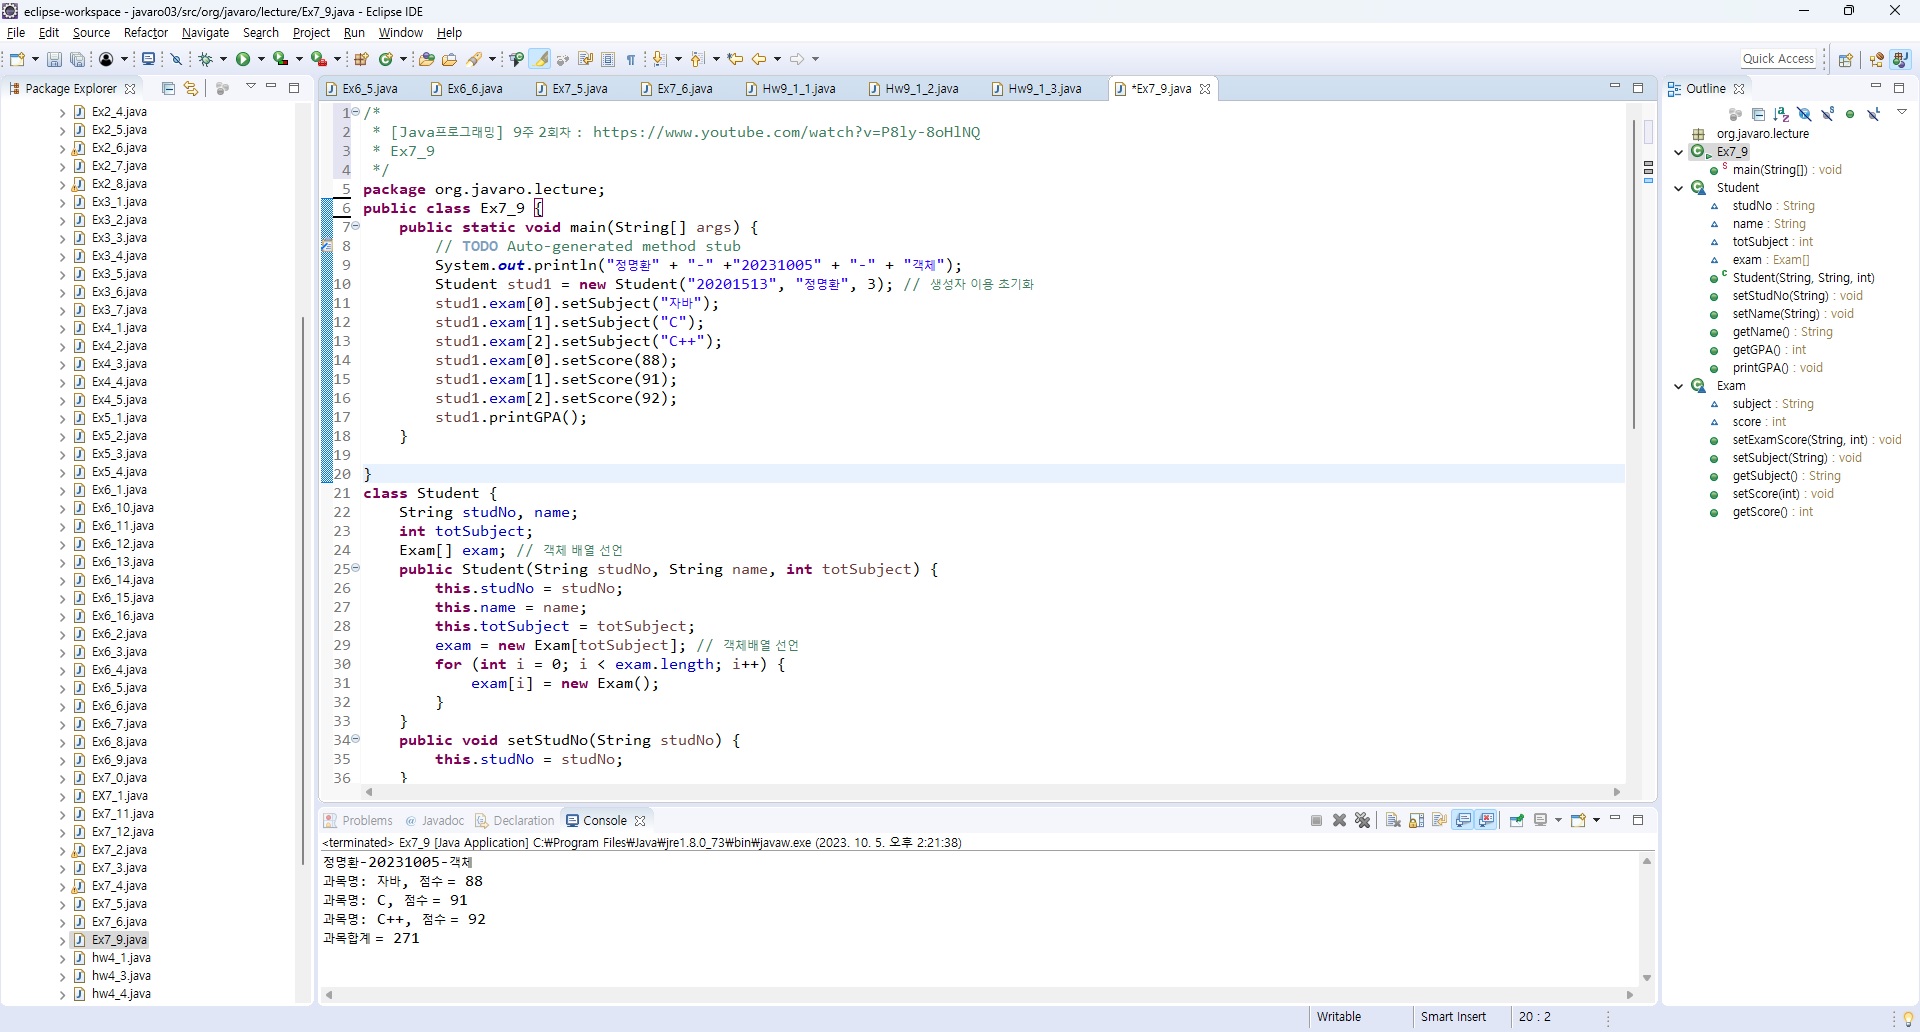 eclipse-workspace - javaro03/src/org/javaro/lecture/Ex7_9.java - Eclipse IDE
File Edit Source Refactor Navigate Search Project Run Window Help
Quick Access
Package Explorer
Ex2_4.java
Ex2_5.java
Ex2_6.java
Ex2_7.java
Ex2_8.java
Ex3_1.java
Ex3_2.java
Ex3_3.java
Ex3_4.java
Ex3_5.java
Ex3_6.java
Ex3_7.java
Ex4_1.java
Ex4_2.java
Ex4_3.java
Ex4_4.java
Ex4_5.java
Ex5_1.java
Ex5_2.java
Ex5_3.java
Ex5_4.java
Ex6_1.java
Ex6_10.java
Ex6_11.java
Ex6_12.java
Ex6_13.java
Ex6_14.java
Ex6_15.java
Ex6_16.java
Ex6_2.java
Ex6_3.java
Ex6_4.java
Ex6_5.java
Ex6_6.java
Ex6_7.java
Ex6_8.java
Ex6_9.java
Ex7_0.java
EX7_1.java
Ex7_11.java
Ex7_12.java
Ex7_2.java
Ex7_3.java
Ex7_4.java
Ex7_5.java
Ex7_6.java
Ex7_9.java
hw4_1.java
hw4_3.java
hw4_4.java
Ex6_5.java Ex6_6.java Ex7_5.java Ex7_6.java Hw9_1_1.java Hw9_1_2.java Hw9_1_3.java *Ex7_9.java
1 /*
2  * [Java프로그래밍] 9주 2회차 : https://www.youtube.com/watch?v=P8ly-8oHlNQ
3  * Ex7_9
4  */
5 package org.javaro.lecture;
6 public class Ex7_9 {
7     public static void main(String[] args) {
8         // TODO Auto-generated method stub
9         System.out.println("정명환" + "-" +"20231005" + "-" + "객체");
10         Student stud1 = new Student("20201513", "정명환", 3); // 생성자 이용 초기화
11         stud1.exam[0].setSubject("자바");
12         stud1.exam[1].setSubject("C");
13         stud1.exam[2].setSubject("C++");
14         stud1.exam[0].setScore(88);
15         stud1.exam[1].setScore(91);
16         stud1.exam[2].setScore(92);
17         stud1.printGPA();
18     }
19
20 }
21 class Student {
22     String studNo, name;
23     int totSubject;
24     Exam[] exam; // 객체 배열 선언
25     public Student(String studNo, String name, int totSubject) {
26         this.studNo = studNo;
27         this.name = name;
28         this.totSubject = totSubject;
29         exam = new Exam[totSubject]; // 객체배열 선언
30         for (int i = 0; i < exam.length; i++) {
31             exam[i] = new Exam();
32         }
33     }
34     public void setStudNo(String studNo) {
35         this.studNo = studNo;
36     }
Problems Javadoc Declaration Console
<terminated> Ex7_9 [Java Application] C:₩Program Files₩Java₩jre1.8.0_73₩bin₩javaw.exe (2023. 10. 5. 오후 2:21:38)
정명환-20231005-객체
과목명: 자바, 점수 = 88
과목명: C, 점수 = 91
과목명: C++, 점수 = 92
과목합계 = 271
Outline
org.javaro.lecture
Ex7_9
main(String[]) : void
Student
studNo : String
name : String
totSubject : int
exam : Exam[]
Student(String, String, int)
setStudNo(String) : void
setName(String) : void
getName() : String
getGPA() : int
printGPA() : void
Exam
subject : String
score : int
setExamScore(String, int) : void
setSubject(String) : void
getSubject() : String
setScore(int) : void
getScore() : int
Writable Smart Insert 20 : 2